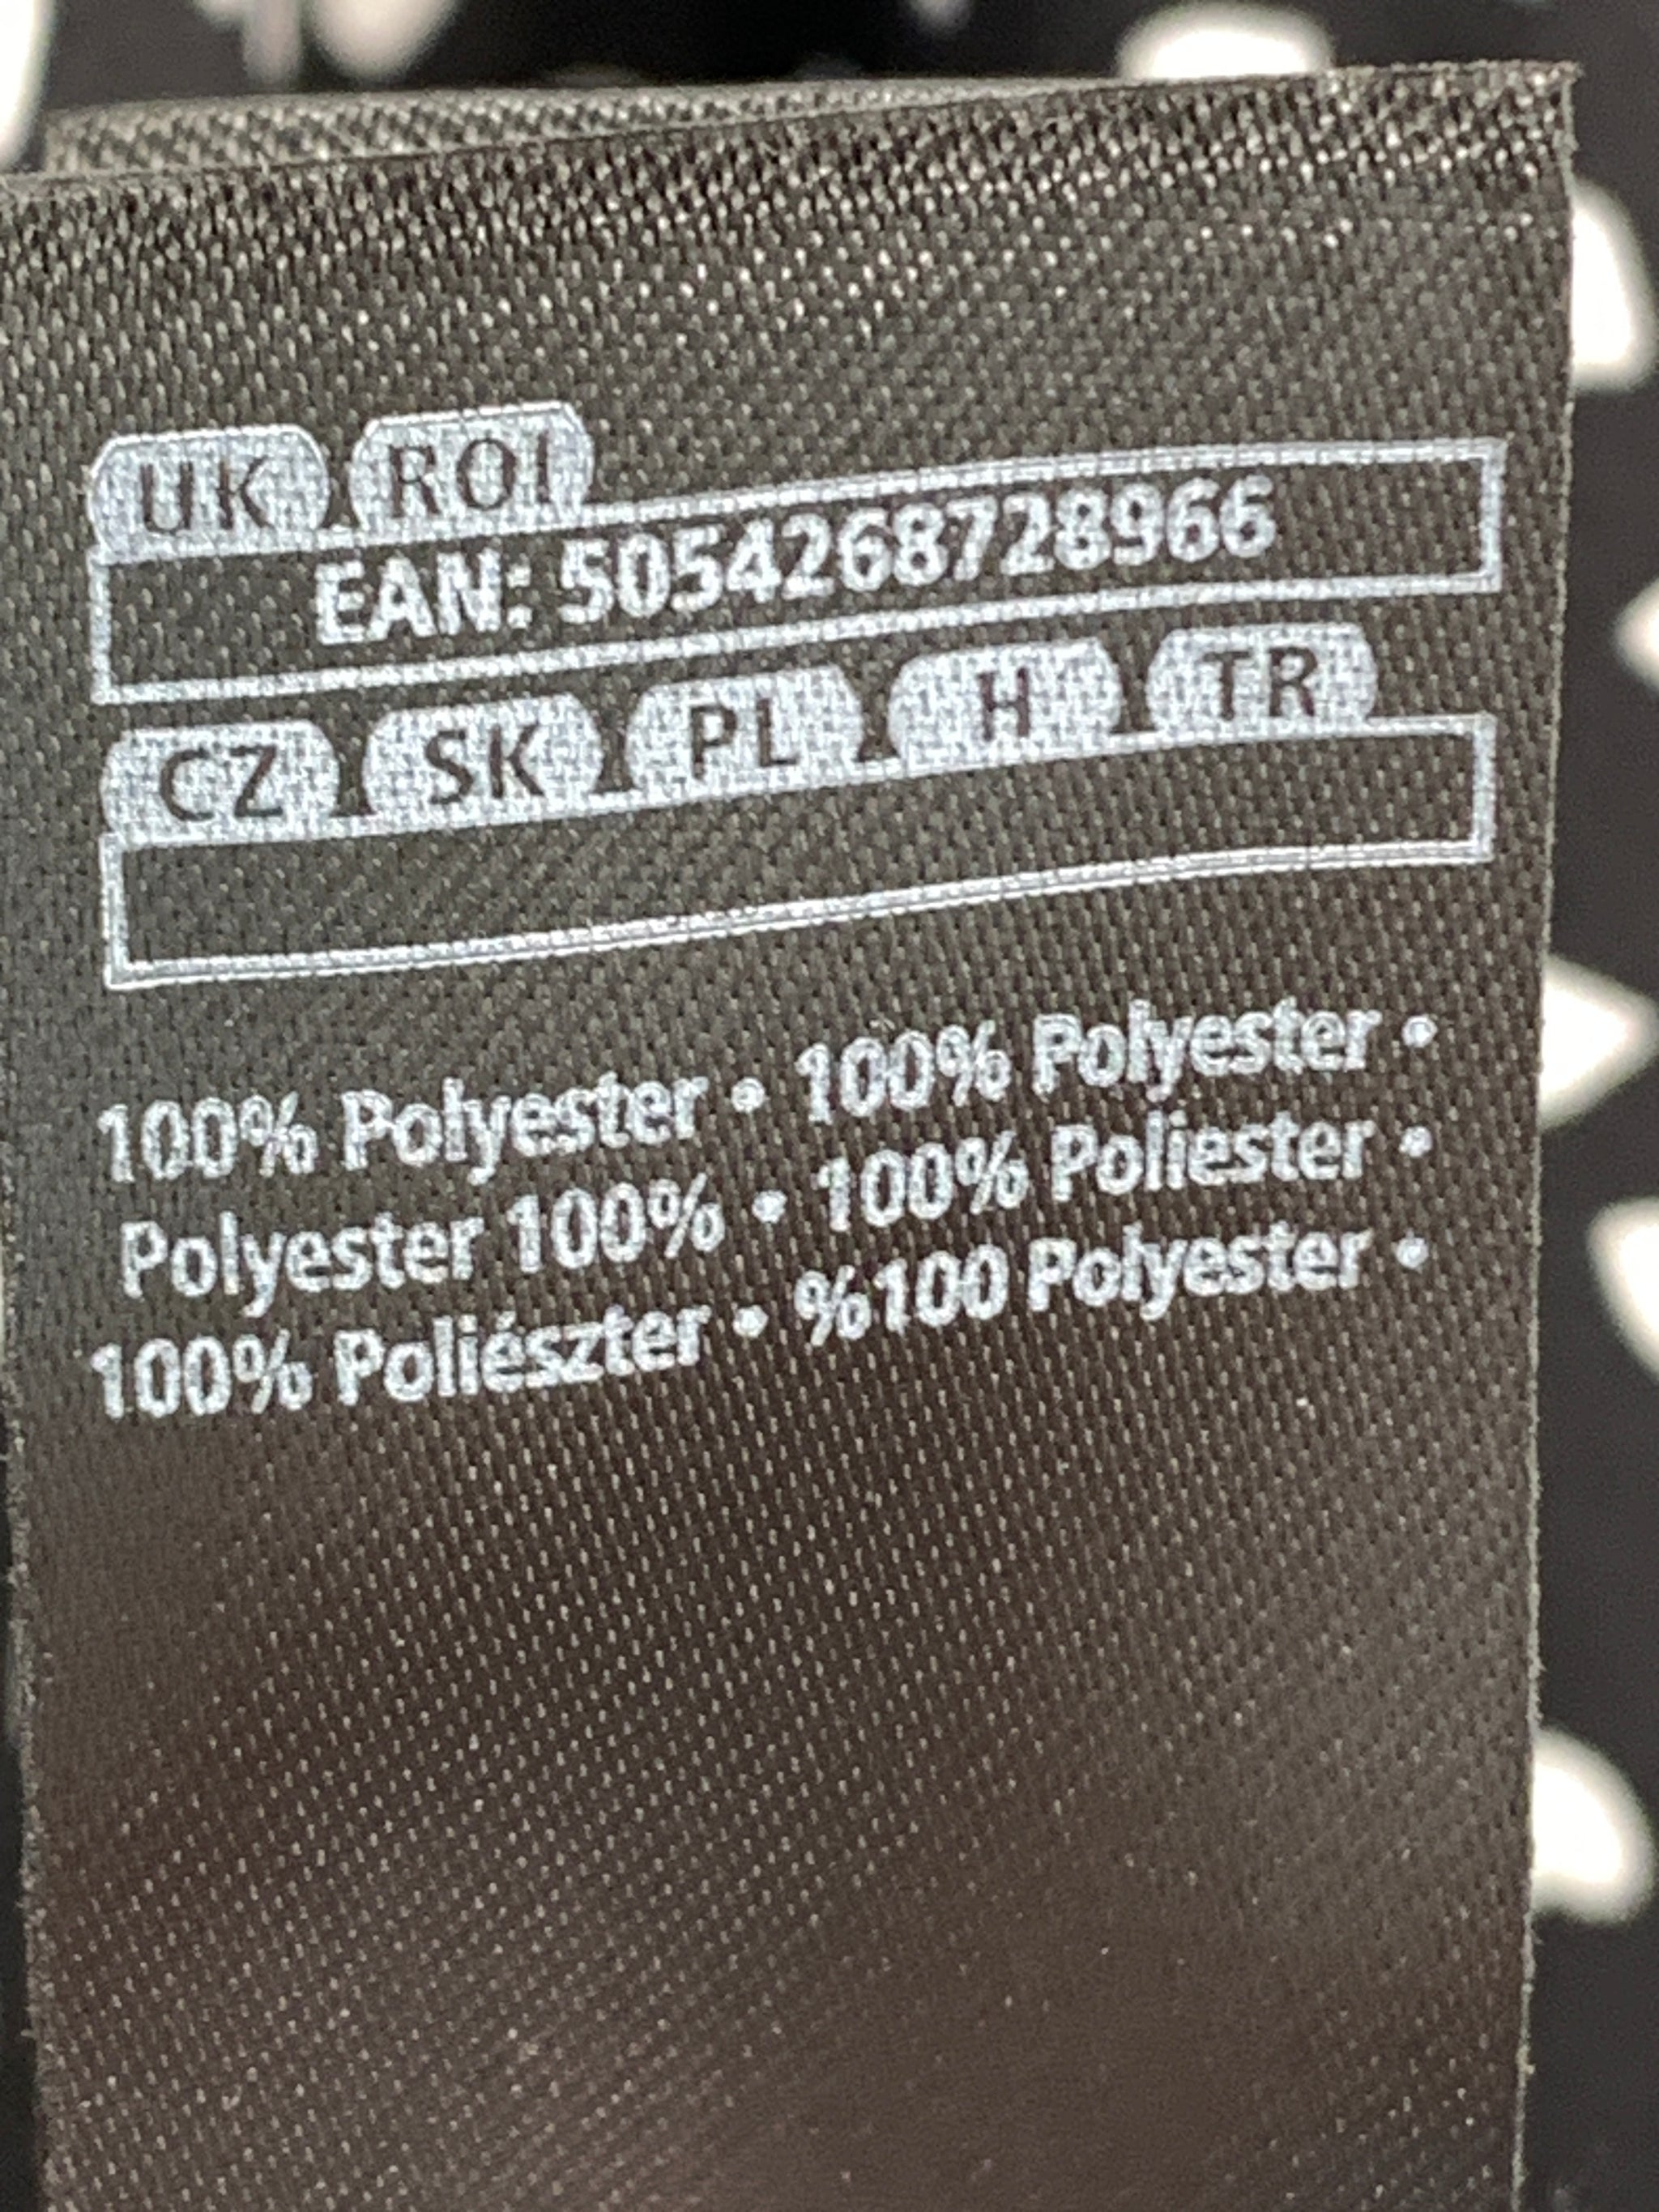 UK ROI
EAN: 5054268728966
CZ SK PL H TR
100% Polyester • 100% Polyester •
Polyester 100% • 100% Poliester •
100% Poliészter • %100 Polyester •